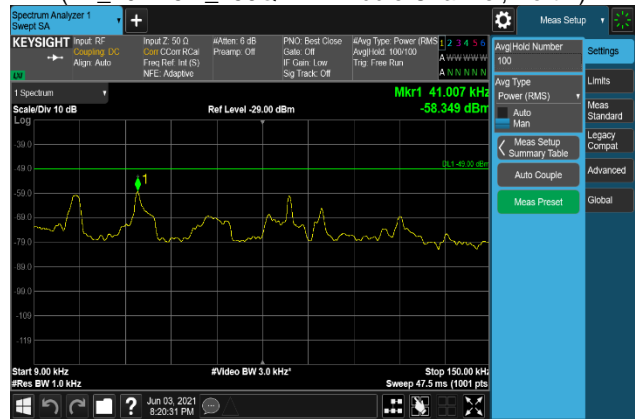 Spectrum Analyzer 1
Swept SA
Meas Setup
KEYSIGHT
Input: RF
Coupling: DC
Align: Auto
Input Z: 50 Ω
Corr CCorr RCal
Freq Ref: Int (S)
NFE: Adaptive
#Atten: 6 dB
Preamp: Off
PNO: Best Close
Gate: Off
IF Gain: Low
Sig Track: Off
#Avg Type: Power (RMS
Avg|Hold: 100/100
Trig: Free Run
1 2 3 4 5 6
A W W W W W
A N N N N N
LV
1 Spectrum
Mkr1 41.007 kHz
Scale/Div 10 dB
Ref Level -29.00 dBm
-58.349 dBm
Log
DL1 -49.00 dBm
1
-39.0
-49.0
-59.0
-69.0
-79.0
-89.0
-99.0
-109
-119
Start 9.00 kHz
#Video BW 3.0 kHz*
Stop 150.00 kHz
#Res BW 1.0 kHz
Sweep 47.5 ms (1001 pts
Jun 03, 2021
8:20:31 PM
Avg|Hold Number
100
Avg Type
Power (RMS)
Auto
Man
Meas Setup
Summary Table
Auto Couple
Meas Preset
Settings
Limits
Meas
Standard
Legacy
Compat
Advanced
Global